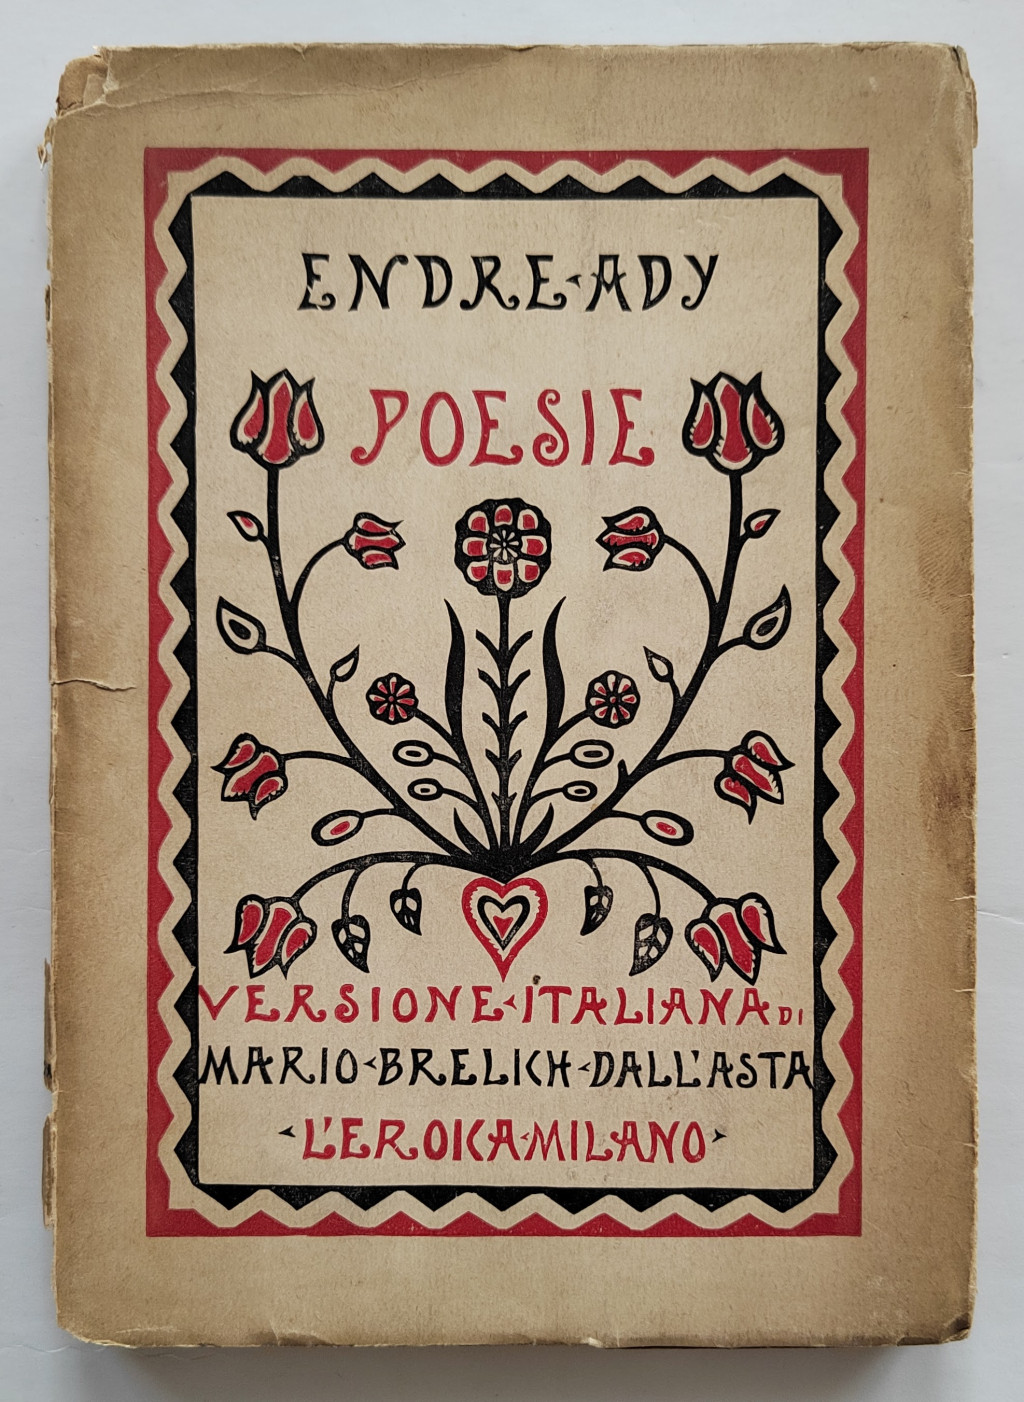 ENDRE‹ADY
POESIE
VERSIONE‹ITALIANA DI
MARIO‹BRELICH‹DALL'ASTA
‹L'EROICA‹MILANO›